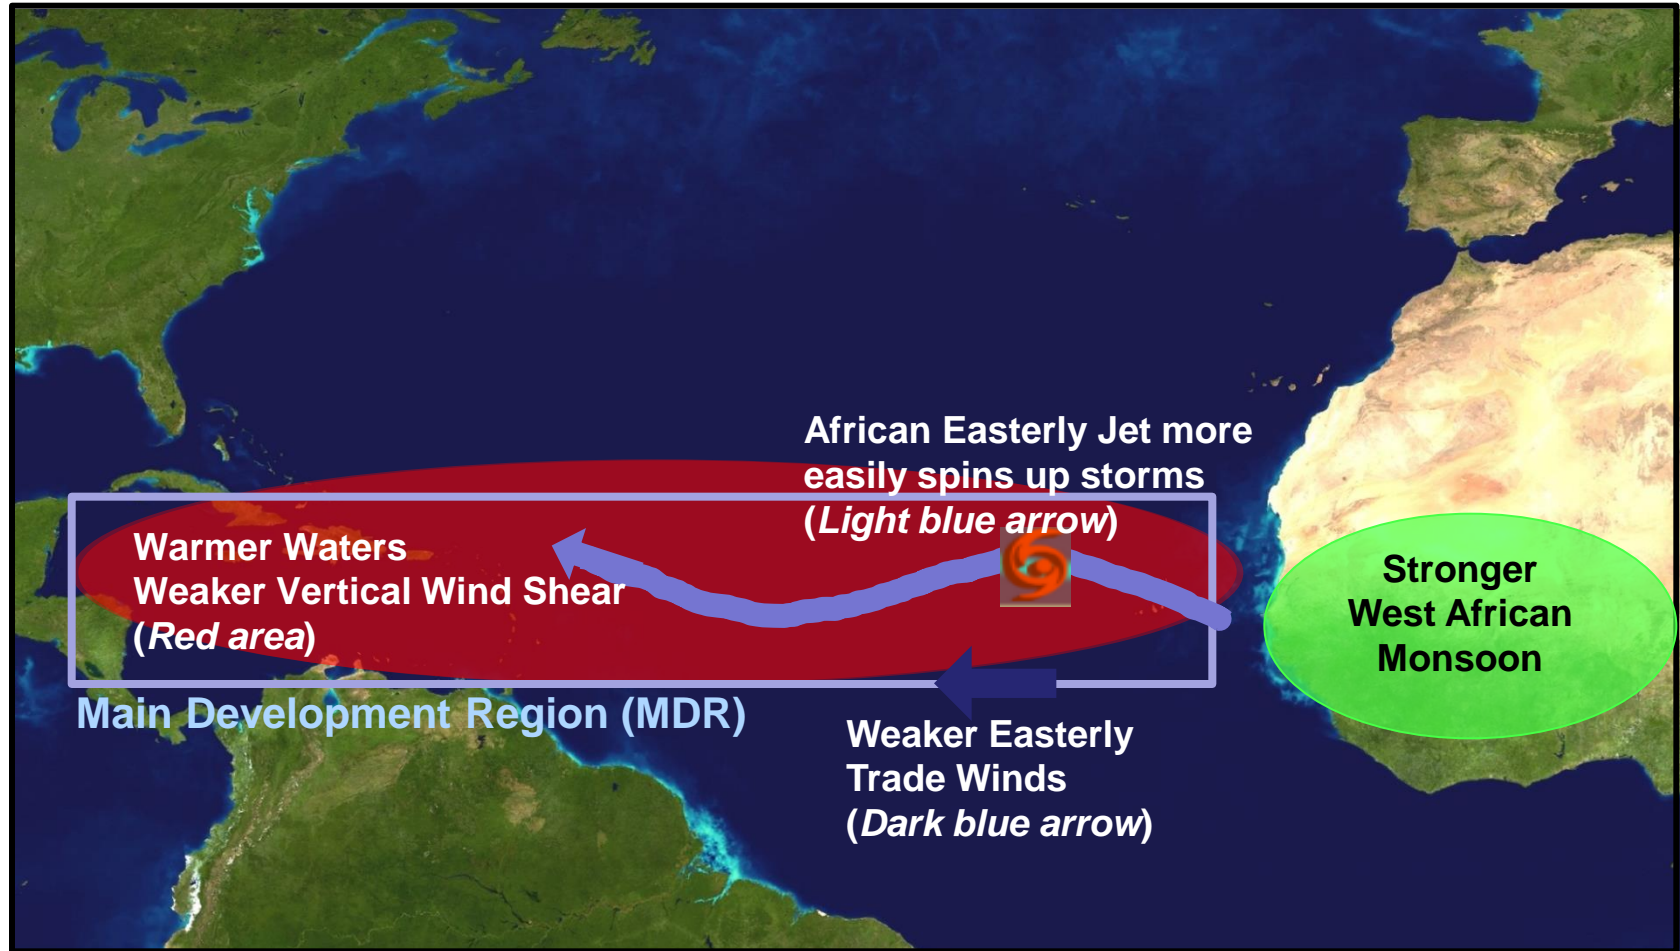 African Easterly Jet more
easily spins up storms
(Light blue arrow)
Warmer Waters
Weaker Vertical Wind Shear
(Red area)
Stronger
West African
Monsoon
Main Development Region (MDR)
Weaker Easterly
Trade Winds
(Dark blue arrow)